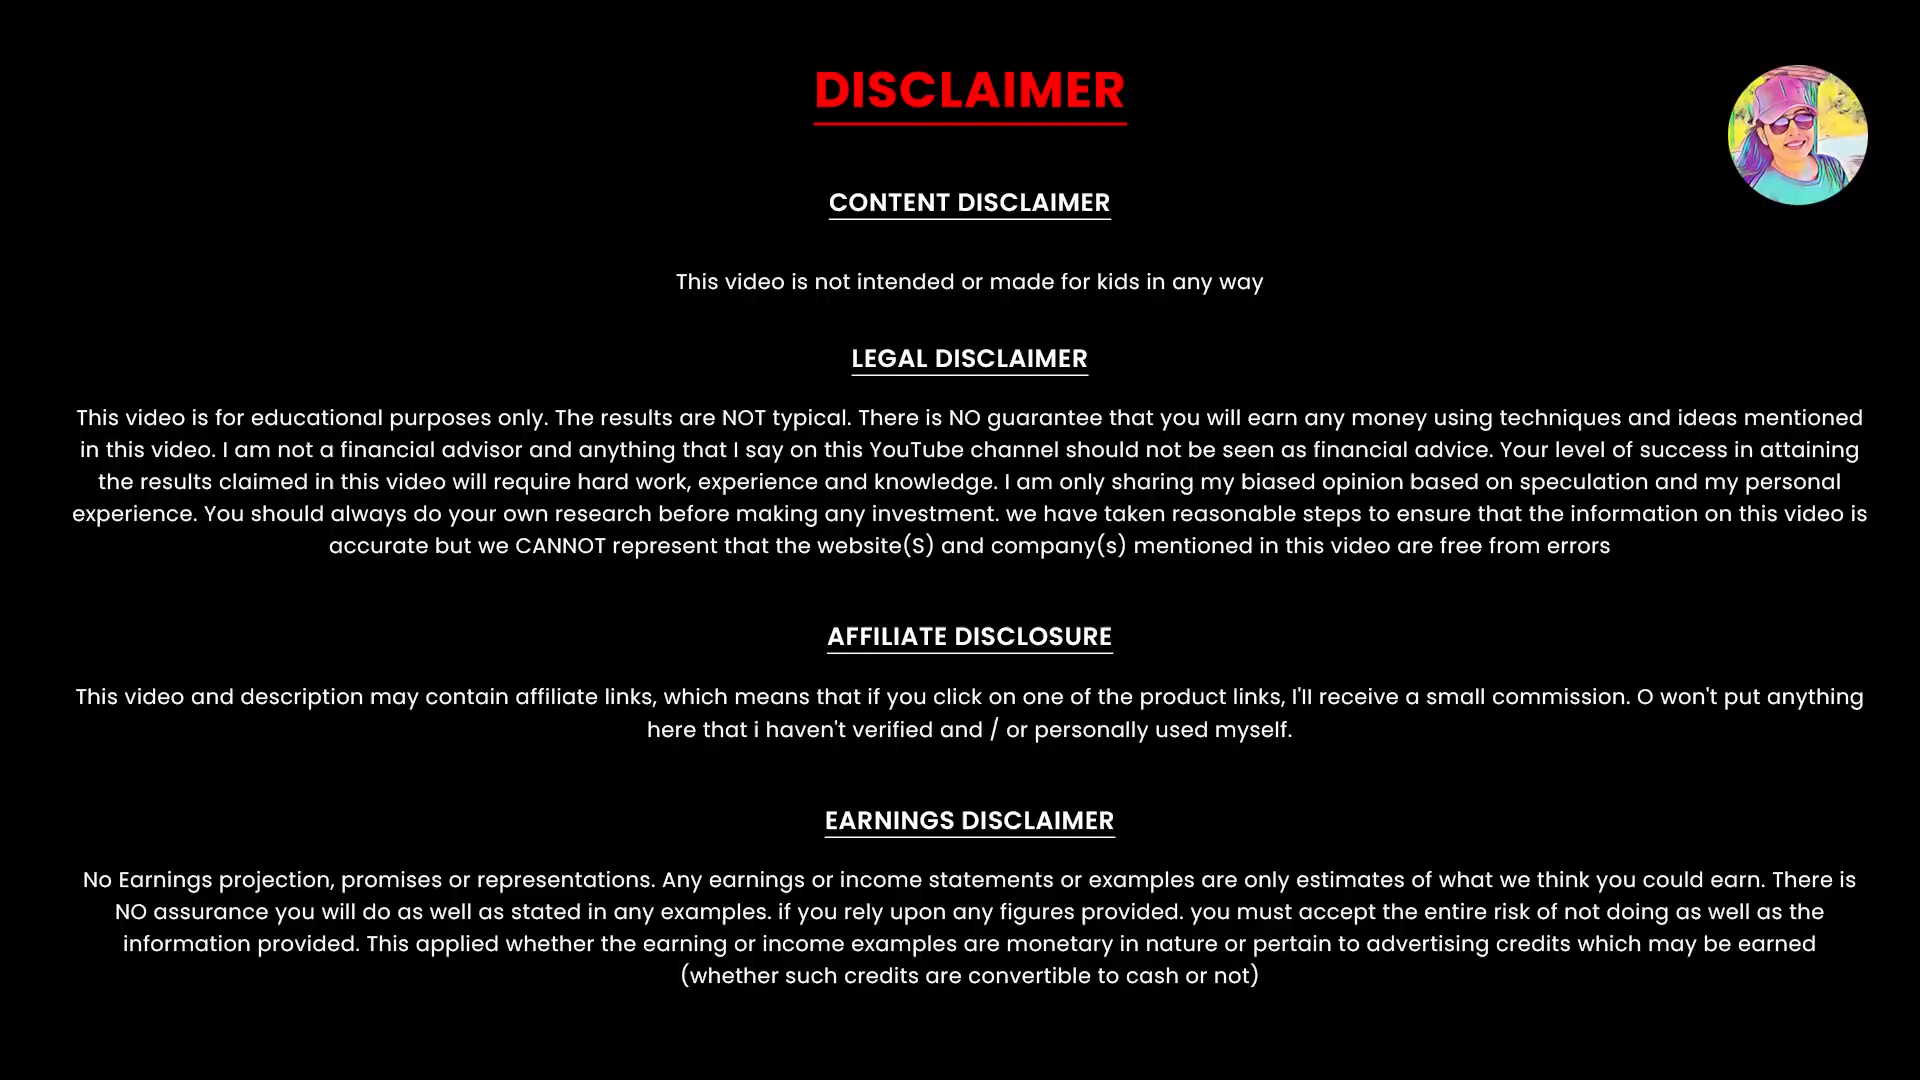 DISCLAIMER
CONTENT DISCLAIMER
This video is not intended or made for kids in any way
LEGAL DISCLAIMER
This video is for educational purposes only. The results are NOT typical. There is NO guarantee that you will earn any money using techniques and ideas mentioned
in this video. I am not a financial advisor and anything that I say on this YouTube channel should not be seen as financial advice. Your level of success in attaining
the results claimed in this video will require hard work, experience and knowledge. I am only sharing my biased opinion based on speculation and my personal
experience. You should always do your own research before making any investment. we have taken reasonable steps to ensure that the information on this video is
accurate but we CANNOT represent that the website(S) and company(s) mentioned in this video are free from errors
AFFILIATE DISCLOSURE
This video and description may contain affiliate links, which means that if you click on one of the product links, I'II receive a small commission. O won't put anything
here that i haven't verified and / or personally used myself.
EARNINGS DISCLAIMER
No Earnings projection, promises or representations. Any earnings or income statements or examples are only estimates of what we think you could earn. There is
NO assurance you will do as well as stated in any examples. if you rely upon any figures provided. you must accept the entire risk of not doing as well as the
information provided. This applied whether the earning or income examples are monetary in nature or pertain to advertising credits which may be earned
(whether such credits are convertible to cash or not)